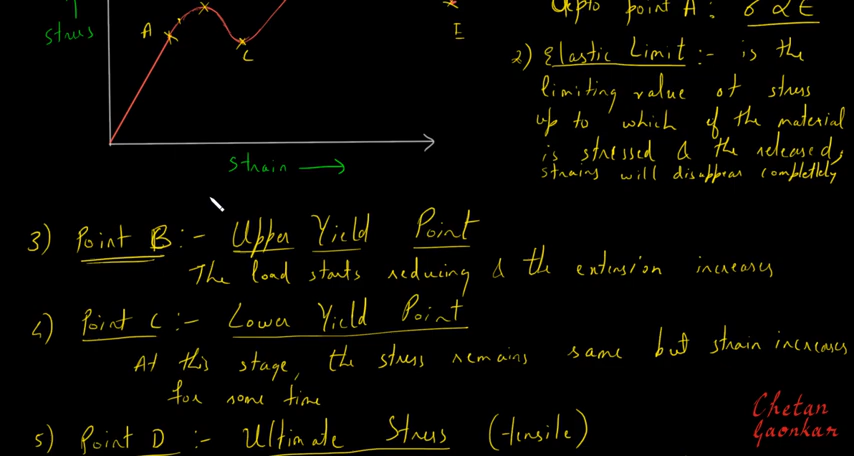 stress
A
C
E
strain
Upto point A: σ α E
2) Elastic Limit :- is the
limiting value of stress
up to which if the material
is stressed & the released,
strains will disappear completley
3) Point B :- Upper Yield Point
The load starts reducing & the extension increases
4) Point C :- Lower Yield Point
At this stage, the stress remains same but strain increases
for some time
5) Point D :- Ultimate Stress (tensile)
Chetan
Gaonkar